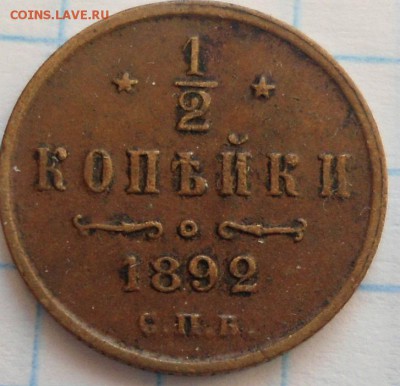 COINS.LAVE.RU
1/2
КОПѢЙКИ
1892
С.П.Б.